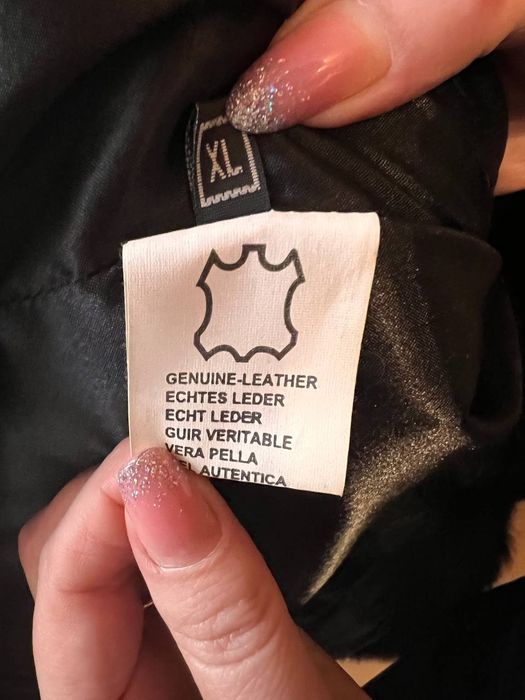 XL
GENUINE-LEATHER
ECHTES LEDER
ECHT LEDER
GUIR VERITABLE
VERA PELLA
AUTENTICA